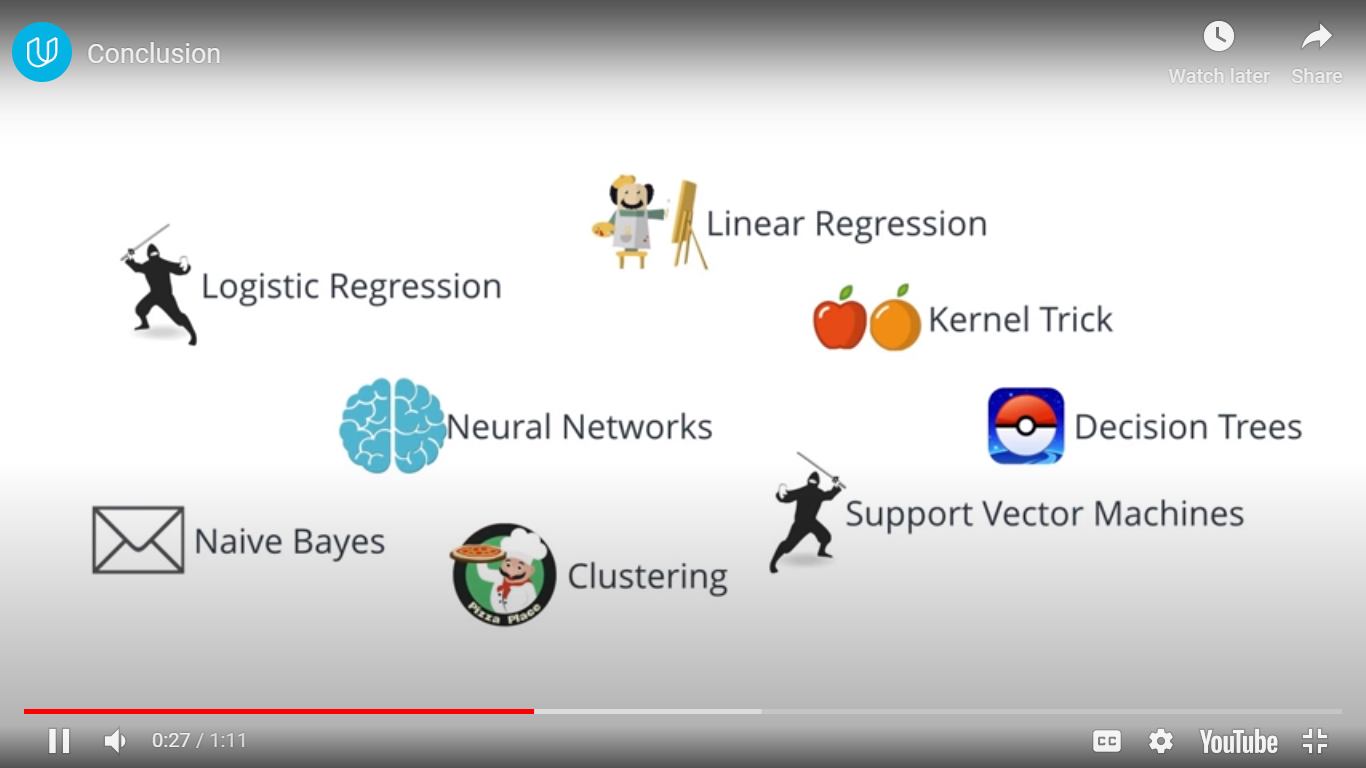 Conclusion
Watch later
Share
Linear Regression
Logistic Regression
Kernel Trick
Neural Networks
Decision Trees
Support Vector Machines
Naive Bayes
Clustering
Pizza Place
0:27 / 1:11
CC
YouTube